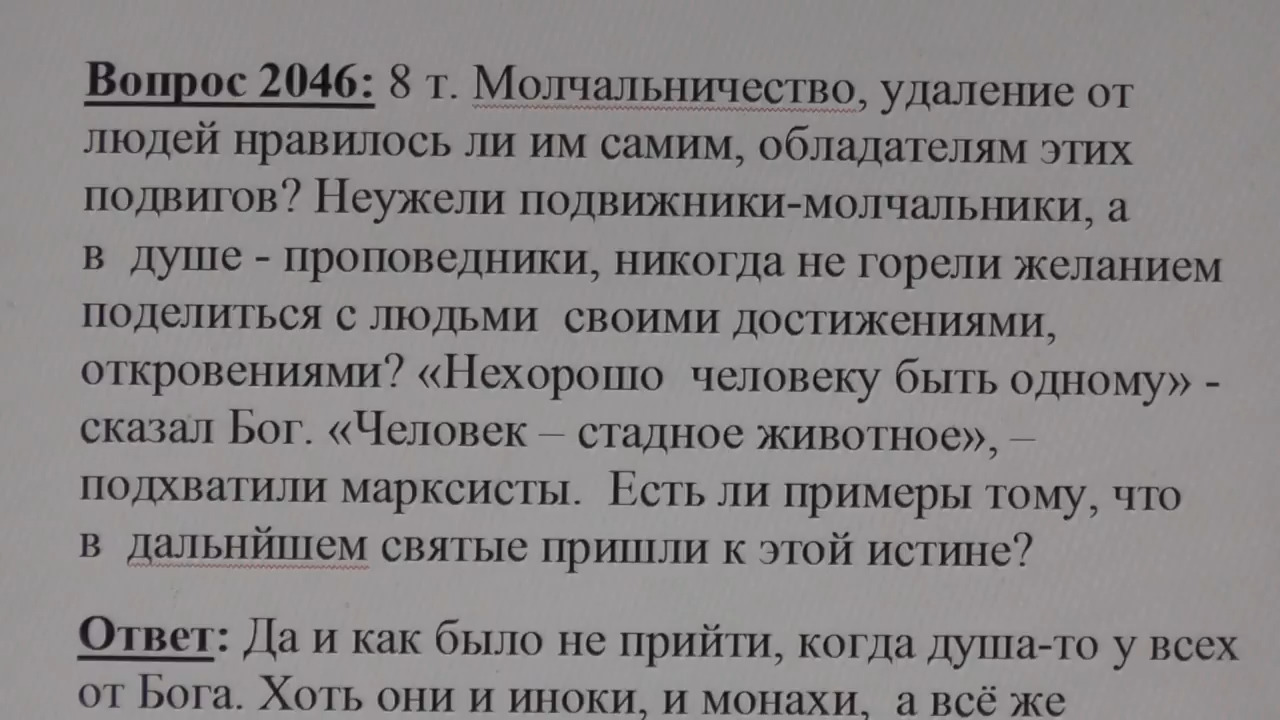 Вопрос 2046: 8 т. Молчальничество, удаление от
людей нравилось ли им самим, обладателям этих
подвигов? Неужели подвижники-молчальники, а
в  душе - проповедники, никогда не горели желанием
поделиться с людьми  своими достижениями,
откровениями? «Нехорошо  человеку быть одному» -
сказал Бог. «Человек – стадное животное», –
подхватили марксисты.  Есть ли примеры тому, что
в  дальнйшем святые пришли к этой истине?
Ответ: Да и как было не прийти, когда душа-то у всех
от Бога. Хоть они и иноки, и монахи,  а всё же